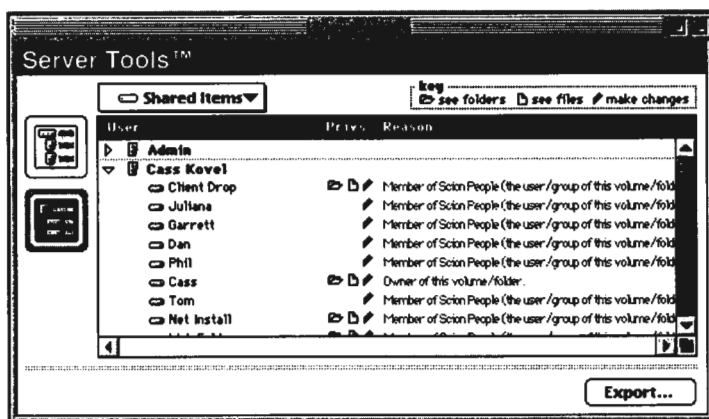 Server Tools™
Shared Items
key
see folders see files make changes
User Privs Reason
Admin
Cass Kovel
Client Drop Member of Scion People (the user/group of this volume/fold
Juliana Member of Scion People (the user/group of this volume/fold
Garrett Member of Scion People (the user/group of this volume/fold
Dan Member of Scion People (the user/group of this volume/fold
Phil Member of Scion People (the user/group of this volume/fold
Cass Owner of this volume/folder.
Tom Member of Scion People (the user/group of this volume/fold
Net Install Member of Scion People (the user/group of this volume/fold
Export...